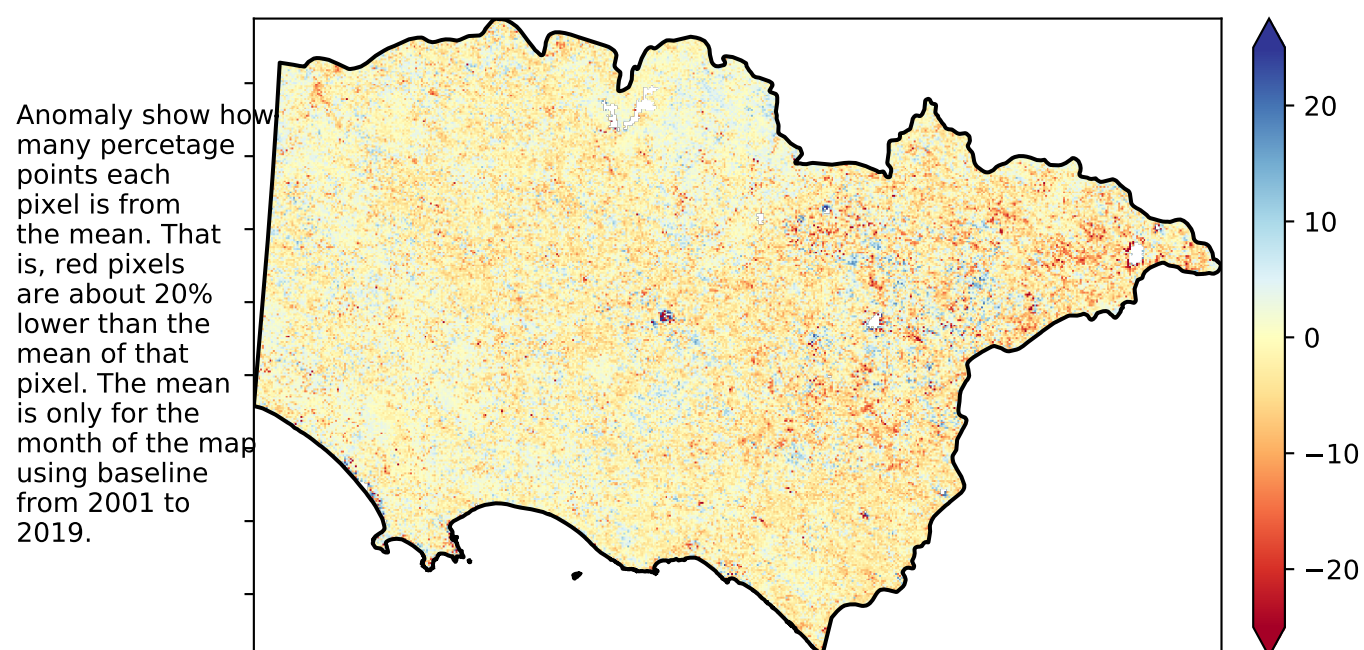 Anomaly show how
many percetage
points each
pixel is from
the mean. That
is, red pixels
are about 20%
lower than the
mean of that
pixel. The mean
is only for the
month of the map
using baseline
from 2001 to
2019.
20
10
0
−10
−20